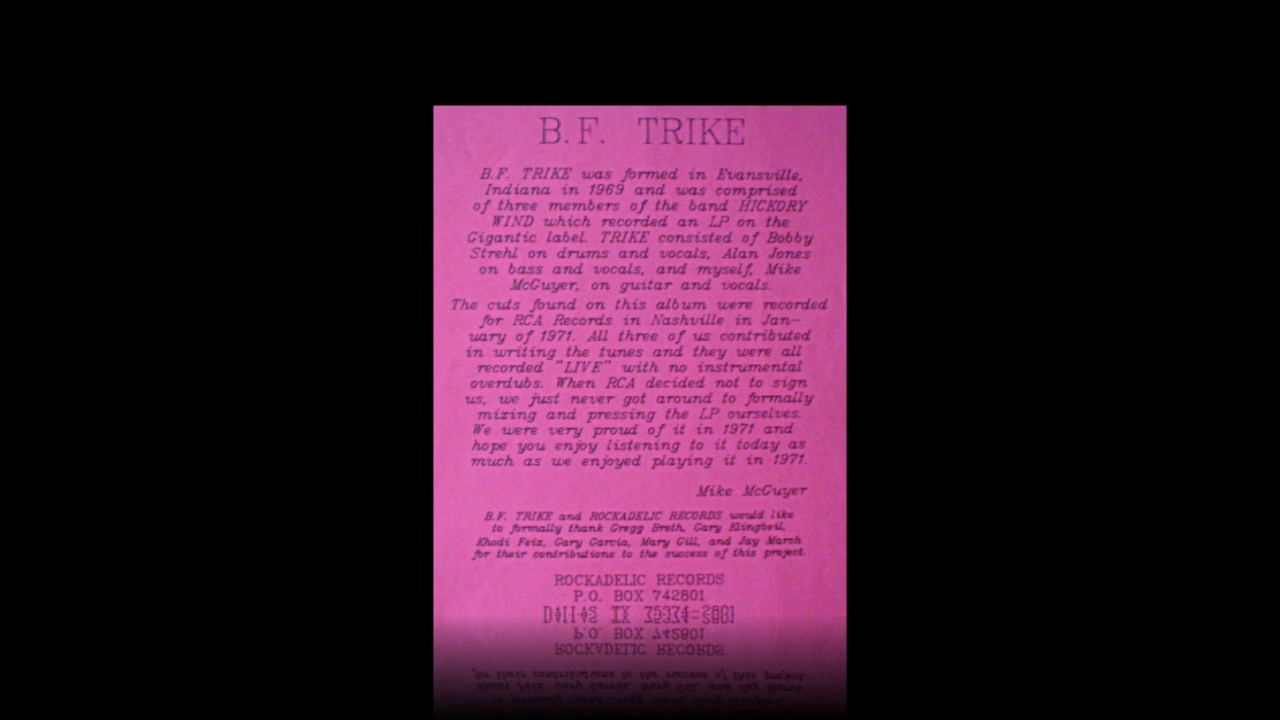 B.F. TRIKE
B.F. TRIKE was formed in Evansville,
Indiana in 1969 and was comprised
of three members of the band HICKORY
WIND which recorded an LP on the
Gigantic label. TRIKE consisted of Bobby
Strehl on drums and vocals, Alan Jones
on bass and vocals, and myself, Mike
McGuyer, on guitar and vocals.
The cuts found on this album were recorded
for RCA Records in Nashville in Jan-
uary of 1971. All three of us contributed
in writing the tunes and they were all
recorded "LIVE" with no instrumental
overdubs. When RCA decided not to sign
us, we just never got around to formally
mixing and pressing the LP ourselves.
We were very proud of it in 1971 and
hope you enjoy listening to it today as
much as we enjoyed playing it in 1971.
Mike McGuyer
B.F. TRIKE and ROCKADELIC RECORDS would like
to formally thank Gregg Breth, Gary Klingbeil,
Khodi Feiz, Gary Garcia, Mary Gill, and Jay Marsh
for their contributions to the success of this project.
ROCKADELIC RECORDS
P.O. BOX 742801
DALLAS TX